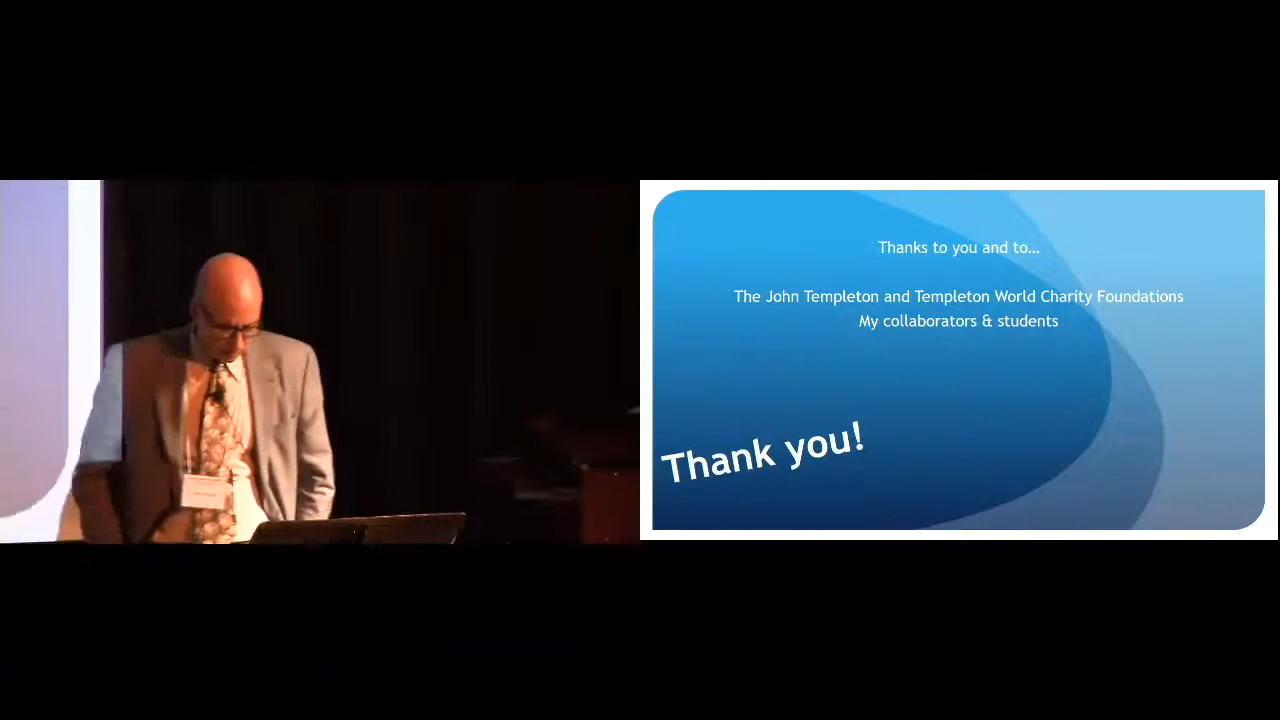 Thanks to you and to…
The John Templeton and Templeton World Charity Foundations
My collaborators & students
Thank you!